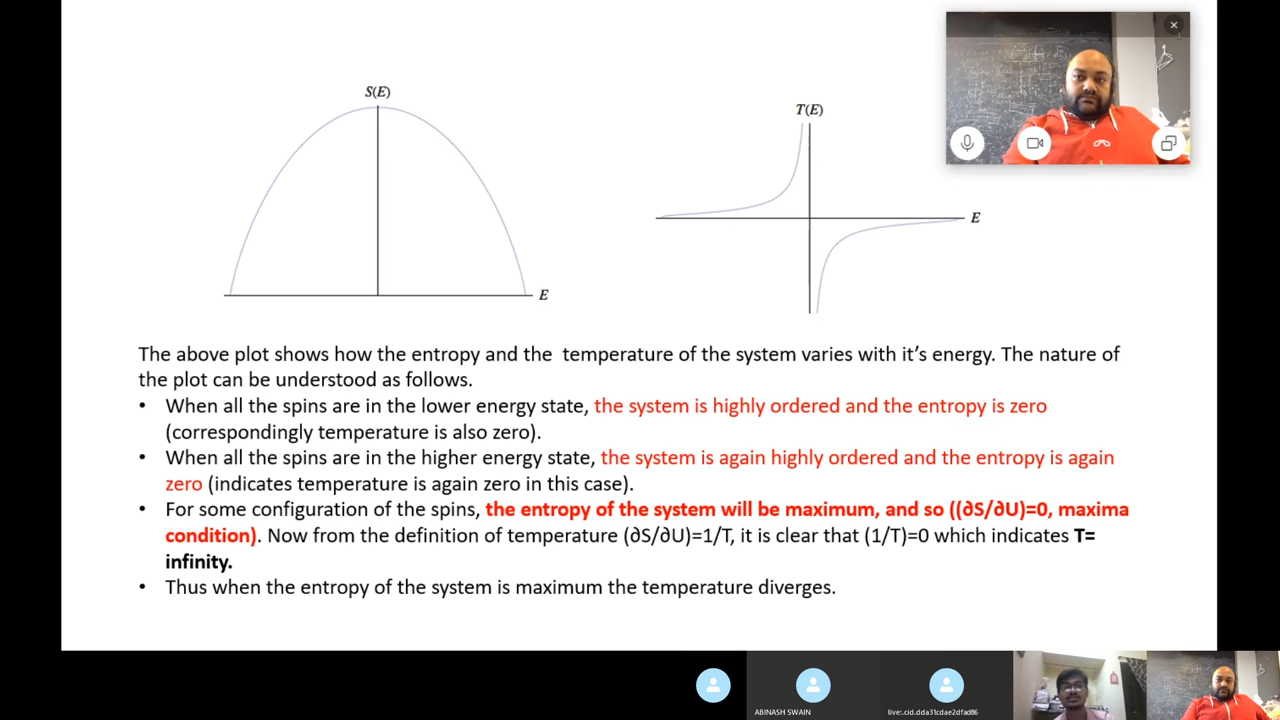 S(E)
T(E)
E
E
The above plot shows how the entropy and the temperature of the system varies with it’s energy. The nature of
the plot can be understood as follows.
• When all the spins are in the lower energy state, the system is highly ordered and the entropy is zero
(correspondingly temperature is also zero).
• When all the spins are in the higher energy state, the system is again highly ordered and the entropy is again
zero (indicates temperature is again zero in this case).
• For some configuration of the spins, the entropy of the system will be maximum, and so ((∂S/∂U)=0, maxima
condition). Now from the definition of temperature (∂S/∂U)=1/T, it is clear that (1/T)=0 which indicates T=
infinity.
• Thus when the entropy of the system is maximum the temperature diverges.
ABINASH SWAIN
live:.cid.dda31cdae2dfad86